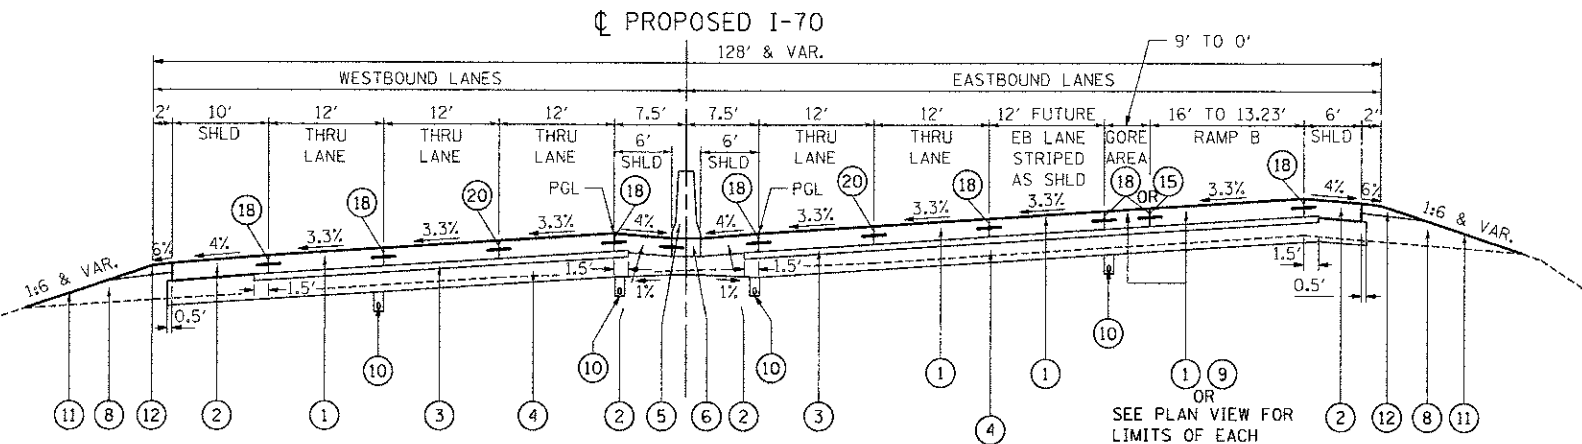 ℄ PROPOSED I-70
128' & VAR.
9' TO 0'
WESTBOUND LANES
EASTBOUND LANES
2' 10' 12' 12' 12' 7.5' 7.5' 12' 12' 12' FUTURE 16' TO 13.23' 6' 2'
SHLD THRU LANE THRU LANE THRU LANE 6' SHLD 6' SHLD THRU LANE THRU LANE EB LANE STRIPED AS SHLD GORE AREA RAMP B SHLD
PGL PGL
18 18 20 18 18 20 18 18 OR 15 18
1:6 & VAR. 6% 4% 3.3% 3.3% 3.3% 4% 4% 3.3% 3.3% 3.3% 3.3% 4% 6% 1:6 & VAR.
0.5' 1.5' 1.5' 1% 1% 1.5' 1.5' 0.5'
10 10 10 10
11 8 12 2 1 3 4 2 5 6 2 3 1 4 1 1 9 2 12 8 11
OR
SEE PLAN VIEW FOR
LIMITS OF EACH